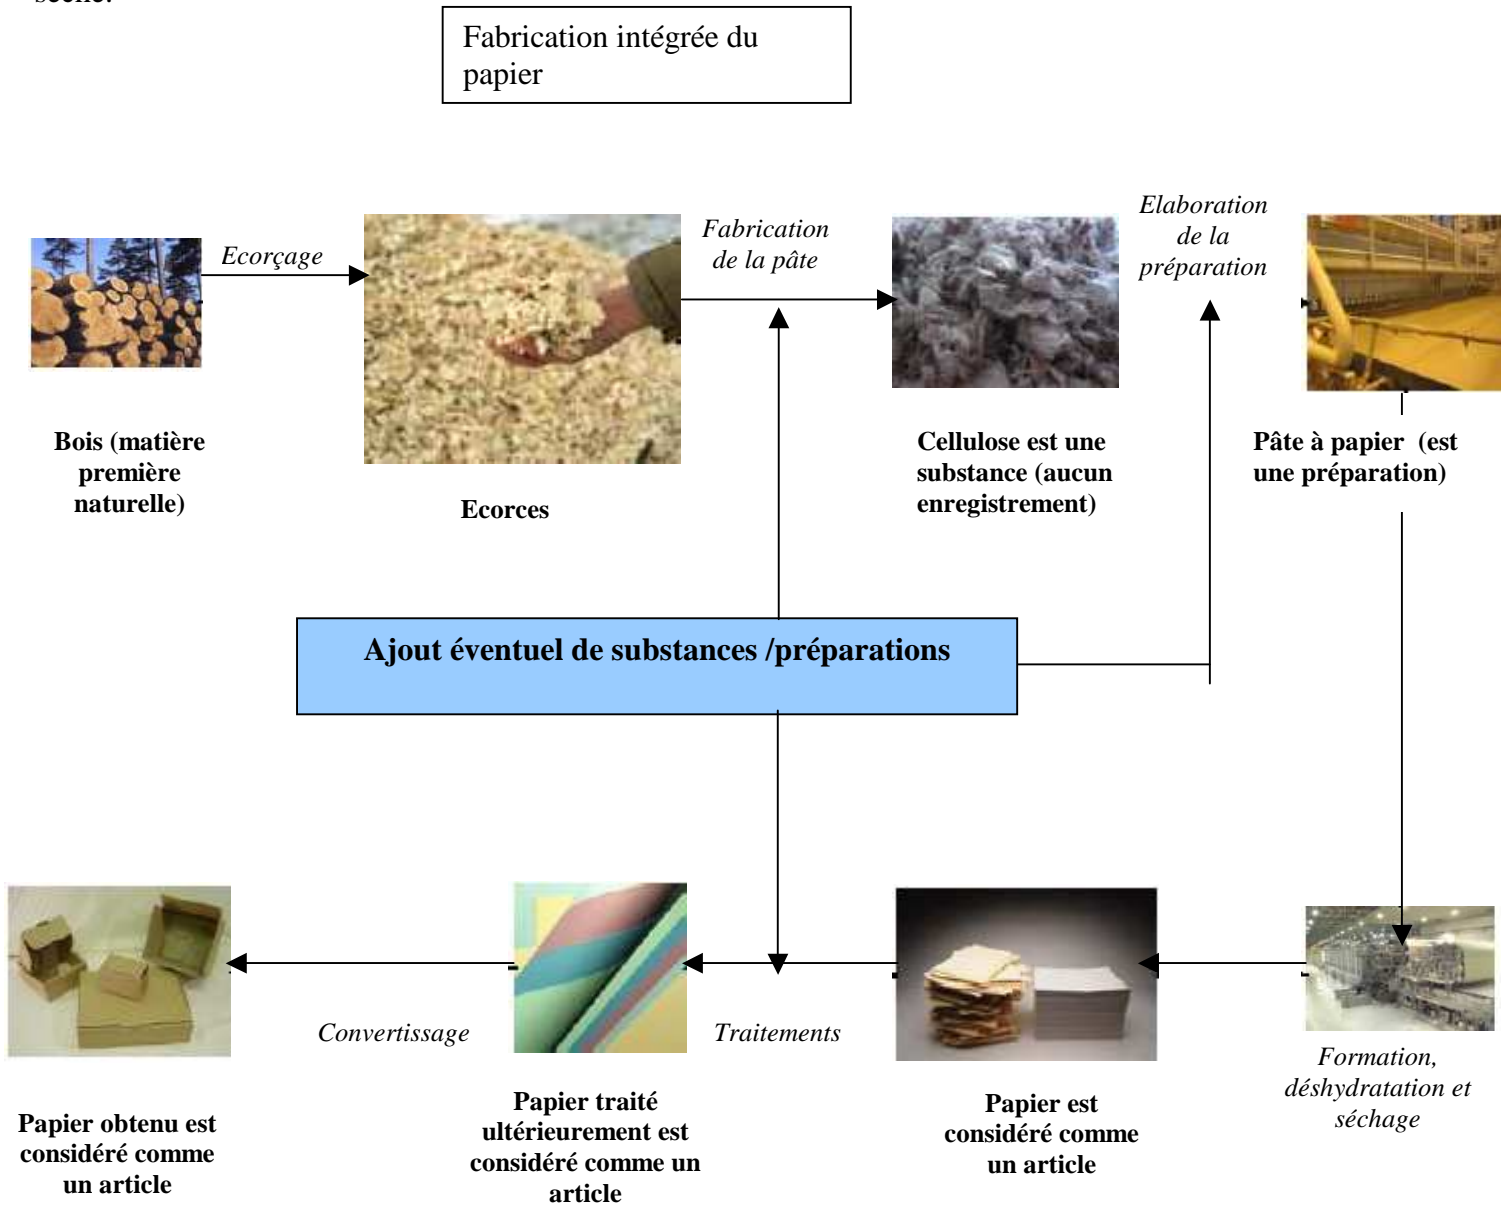 sèche.
Fabrication intégrée du
papier
Ecorçage
Fabrication
de la pâte
Elaboration
de la
préparation
Bois (matière
première
naturelle)
Ecorces
Cellulose est une
substance (aucun
enregistrement)
Pâte à papier (est
une préparation)
Ajout éventuel de substances /préparations
Convertissage
Traitements
Formation,
déshydratation et
séchage
Papier obtenu est
considéré comme
un article
Papier traité
ultérieurement est
considéré comme un
article
Papier est
considéré comme
un article